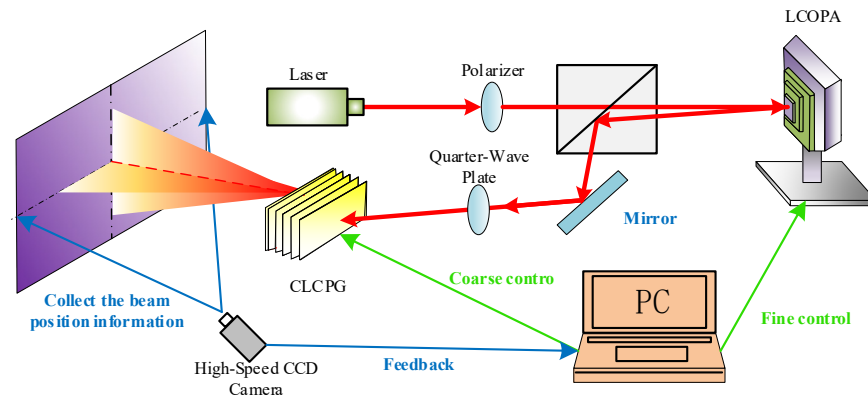 LCOPA
Laser
Polarizer
Quarter-Wave
Plate
Mirror
CLCPG
Coarse contro
PC
Fine control
Collect the beam
position information
Feedback
High-Speed CCD
Camera